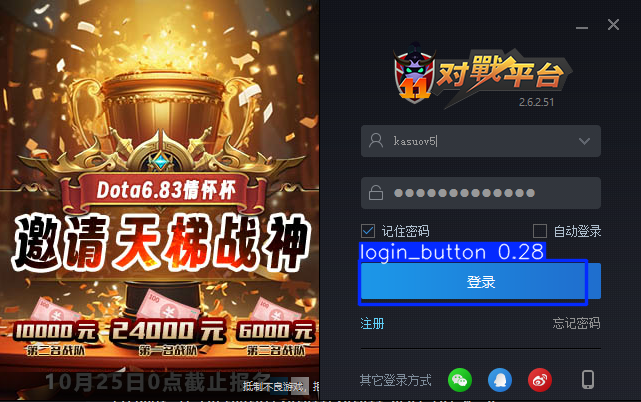 Dota6.83情怀杯
邀请天梯战神
10000元
24000元
6000元
第二名战队
第一名战队
第三名战队
10月25日0点截止报名
抵制不良游戏,
11
对戰平台
2.6.2.51
kasuov5
记住密码
自动登录
login_button 0.28
登录
注册
忘记密码
其它登录方式